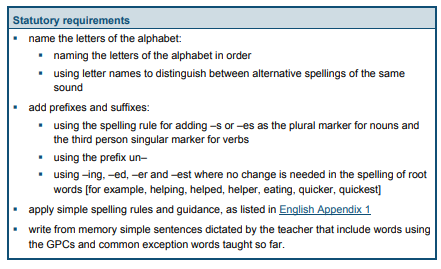 Statutory requirements
▪ name the letters of the alphabet:
▪ naming the letters of the alphabet in order
▪ using letter names to distinguish between alternative spellings of the same
sound
▪ add prefixes and suffixes:
▪ using the spelling rule for adding –s or –es as the plural marker for nouns and
the third person singular marker for verbs
▪ using the prefix un–
▪ using –ing, –ed, –er and –est where no change is needed in the spelling of root
words [for example, helping, helped, helper, eating, quicker, quickest]
▪ apply simple spelling rules and guidance, as listed in English Appendix 1
▪ write from memory simple sentences dictated by the teacher that include words using
the GPCs and common exception words taught so far.